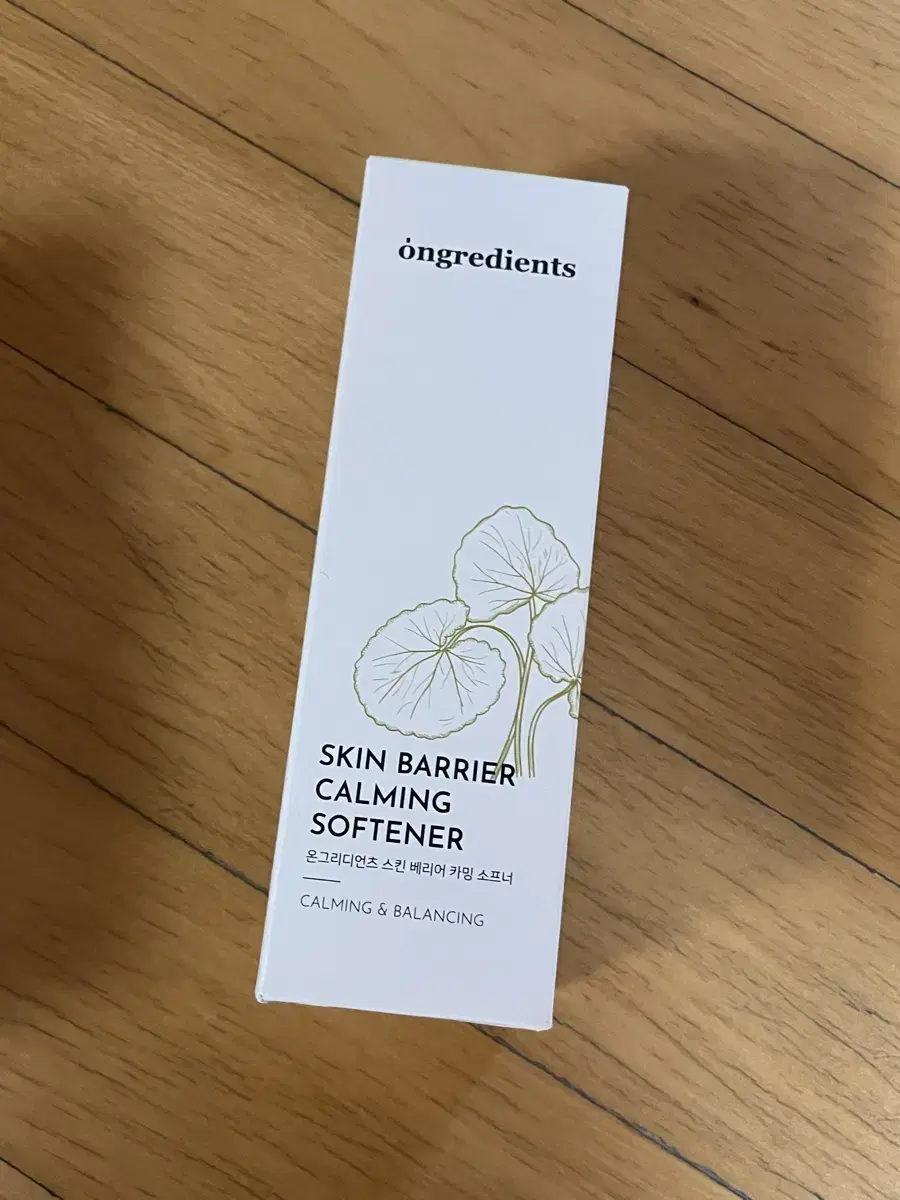 ongredients
SKIN BARRIER
CALMING
SOFTENER
온그리디언츠 스킨 베리어 카밍 소프너
CALMING & BALANCING